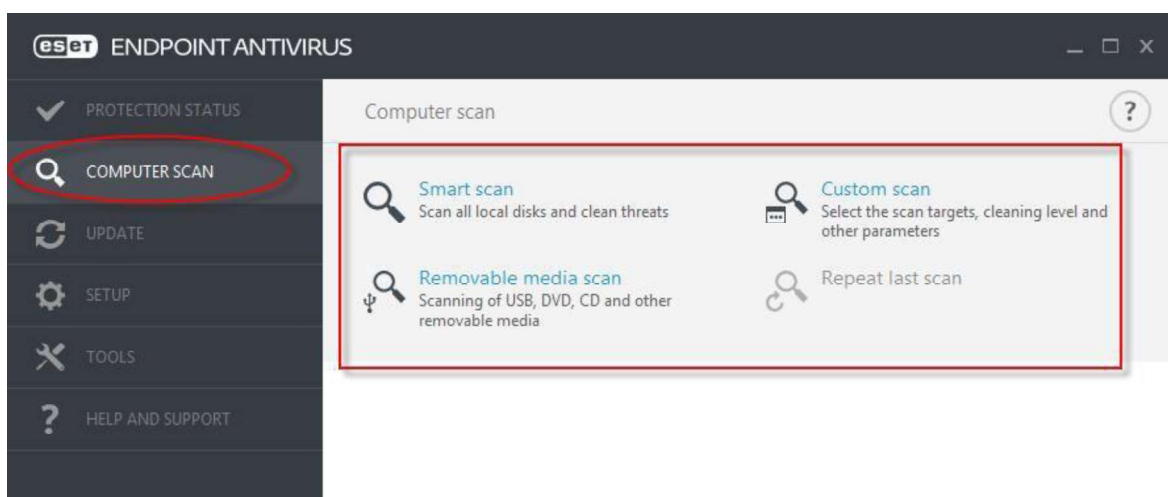 eseT ENDPOINT ANTIVIRUS
PROTECTION STATUS
COMPUTER SCAN
UPDATE
SETUP
TOOLS
HELP AND SUPPORT
Computer scan
?
Smart scan
Scan all local disks and clean threats
Custom scan
Select the scan targets, cleaning level and
other parameters
Removable media scan
Scanning of USB, DVD, CD and other
removable media
Repeat last scan